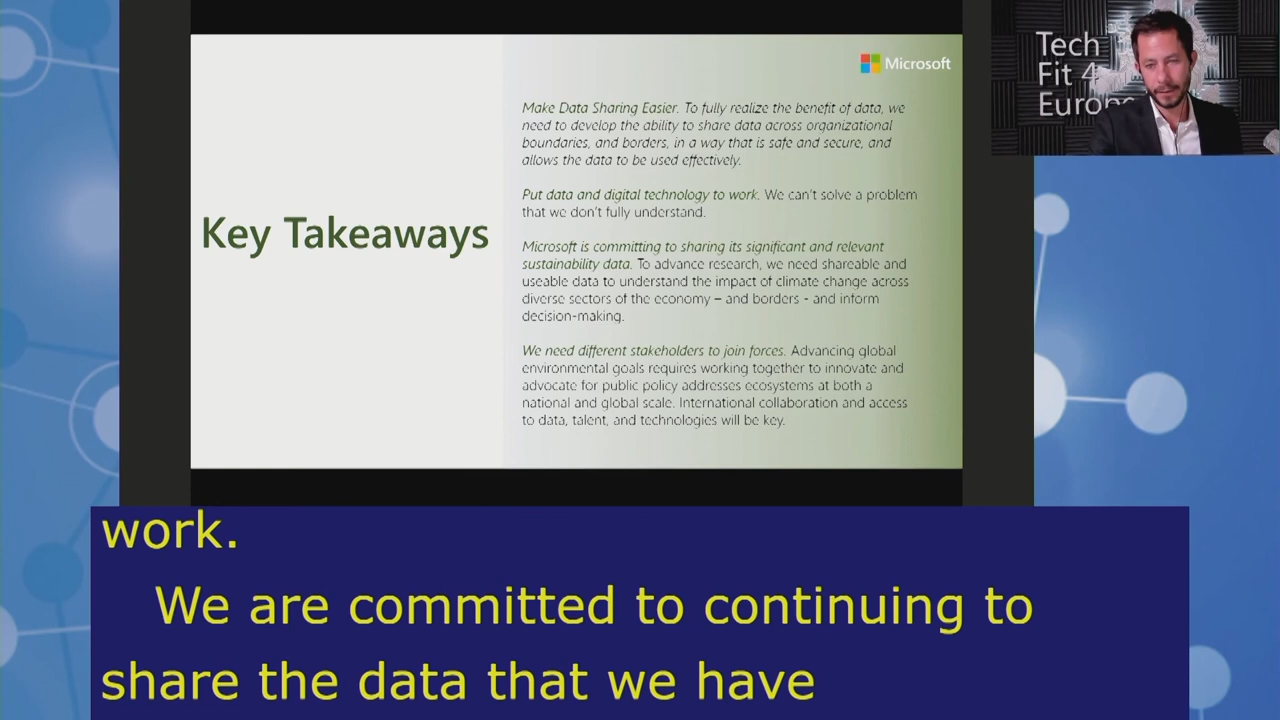 Microsoft
Tech
Fit 4
Europe
Key Takeaways
Make Data Sharing Easier. To fully realize the benefit of data, we
need to develop the ability to share data across organizational
boundaries, and borders, in a way that is safe and secure, and
allows the data to be used effectively.
Put data and digital technology to work. We can't solve a problem
that we don't fully understand.
Microsoft is committing to sharing its significant and relevant
sustainability data. To advance research, we need shareable and
useable data to understand the impact of climate change across
diverse sectors of the economy – and borders - and inform
decision-making.
We need different stakeholders to join forces. Advancing global
environmental goals requires working together to innovate and
advocate for public policy addresses ecosystems at both a
national and global scale. International collaboration and access
to data, talent, and technologies will be key.
work.
We are committed to continuing to
share the data that we have